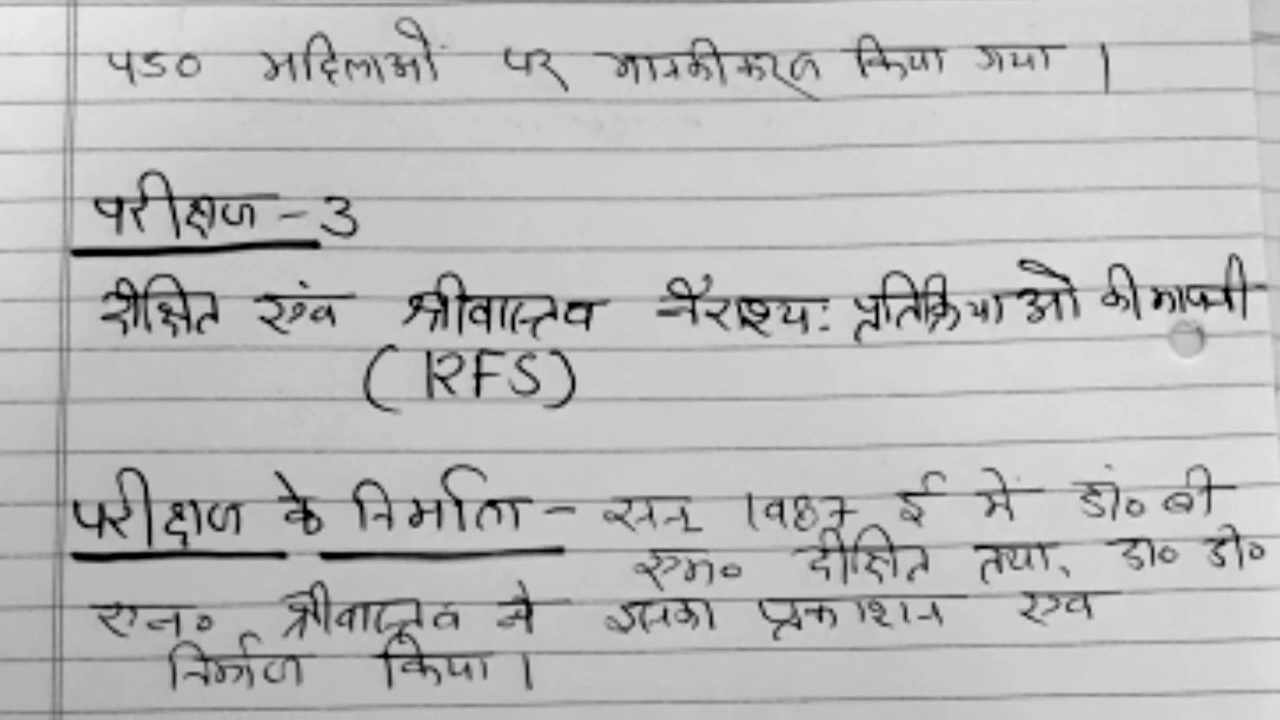 450 महिलाओं पर मानकीकरण किया गया ।
परीक्षण - 3
दीक्षित एंव श्रीवास्तव नैराश्य: प्रतिक्रियाओं की मापनी
(RFS)
परीक्षण के निर्माता - सन् 1987 ई में डॉ० बी
एम० दीक्षित तथा, डा० डी०
एन० श्रीवास्तव ने इसका प्रकाशन एव
निर्माण किया ।